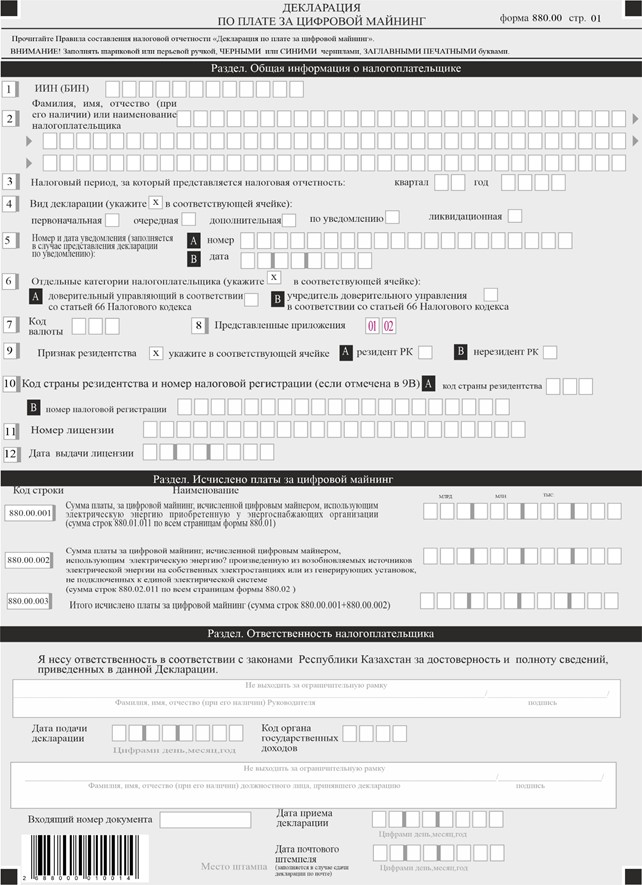 ДЕКЛАРАЦИЯ
ПО ПЛАТЕ ЗА ЦИФРОВОЙ МАЙНИНГ
форма 880.00 стр. 01
Прочитайте Правила составления налоговой отчетности «Декларация по плате за цифровой майнинг».
ВНИМАНИЕ! Заполнять шариковой или перьевой ручкой, ЧЕРНЫМИ или СИНИМИ чернилами, ЗАГЛАВНЫМИ ПЕЧАТНЫМИ буквами.
Раздел. Общая информация о налогоплательщике
1 ИИН (БИН)
2 Фамилия, имя, отчество (при
его наличии) или наименование
налогоплательщика
3 Налоговый период, за который представляется налоговая отчетность: квартал год
4 Вид декларации (укажите X в соответствующей ячейке):
первоначальная очередная дополнительная по уведомлению ликвидационная
5 Номер и дата уведомления (заполняется
в случае представления декларации
по уведомлению):
A номер
B дата
6 Отдельные категории налогоплательщика (укажите X в соответствующей ячейке):
A доверительный управляющий в соответствии
со статьей 66 Налогового кодекса
B учредитель доверительного управления
в соответствии со статьей 66 Налогового кодекса
7 Код
валюты
8 Представленные приложения 01 02
9 Признак резидентства X укажите в соответствующей ячейке A резидент РК B нерезидент РК
10 Код страны резидентства и номер налоговой регистрации (если отмечена в 9В) A код страны резидентства
B номер налоговой регистрации
11 Номер лицензии
12 Дата выдачи лицензии
Раздел. Исчислено платы за цифровой майнинг
Код строки Наименование
МЛРД МЛН ТЫС
880.00.001 Сумма платы, за цифровой майнинг, исчисленной цифровым майнером, использующим
электрическую энергию приобретенную у энергоснабжающих организации
(сумма строк 880.01.011 по всем страницам формы 880.01)
880.00.002 Сумма платы за цифровой майнинг, исчисленной цифровым майнером,
использующим электрическую энергию? произведенную из возобновляемых источников
электрической энергии на собственных электростанциях или из генерирующих установок,
не подключенных к единой электрической системе
(сумма строк 880.02.011 по всем страницам формы 880.02 )
880.00.003 Итого исчислено платы за цифровой майнинг (сумма строк 880.00.001+880.00.002)
Раздел. Ответственность налогоплательщика
Я несу ответственность в соответствии с законами Республики Казахстан за достоверность и полноту сведений,
приведенных в данной Декларации.
Не выходить за ограничительную рамку
Фамилия, имя, отчество (при его наличии) Руководителя подпись
Дата подачи
декларации
Цифрами день,месяц,год
Код органа
государственных
доходов
Не выходить за ограничительную рамку
Фамилия, имя, отчество (при его наличии) должностного лица, принявшего декларацию подпись
Входящий номер документа
Дата приема
декларации
Цифрами день,месяц,год
Дата почтового
штемпеля
(заполняется в случае сдачи
декларации по почте)
Цифрами день,месяц,год
Место штампа
2 688000 010014